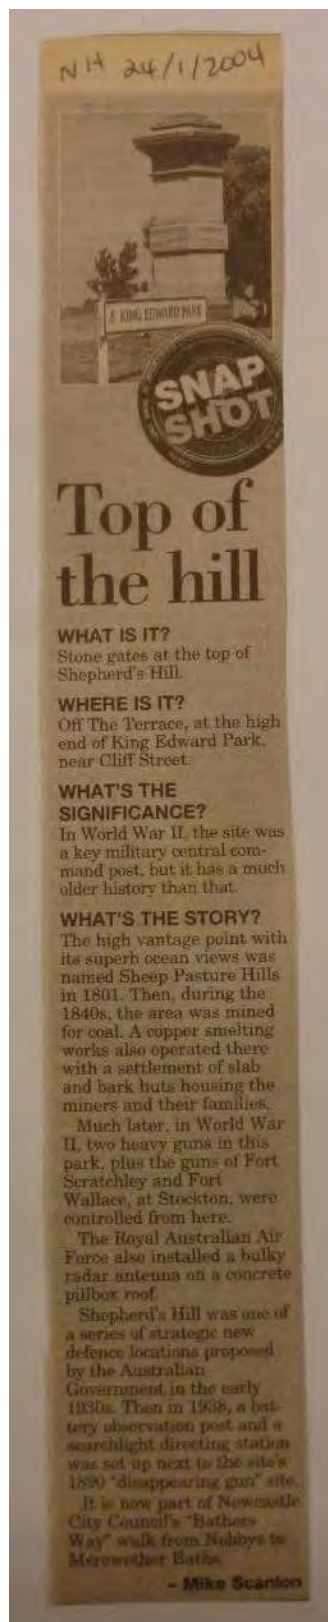 NH 24/1/2004
KING EDWARD PARK
SNAP
SHOT
Top of
the hill
WHAT IS IT?
Stone gates at the top of
Shepherd's Hill.
WHERE IS IT?
Off The Terrace, at the high
end of King Edward Park,
near Cliff Street.
WHAT'S THE
SIGNIFICANCE?
In World War II, the site was
a key military central com-
mand post, but it has a much
older history than that.
WHAT'S THE STORY?
The high vantage point with
its superb ocean views was
named Sheep Pasture Hills
in 1801. Then, during the
1840s, the area was mined
for coal. A copper smelting
works also operated there
with a settlement of slab
and bark huts housing the
miners and their families.
Much later, in World War
II, two heavy guns in this
park, plus the guns of Fort
Scratchley and Fort
Wallace, at Stockton, were
controlled from here.
The Royal Australian Air
Force also installed a bulky
radar antenna on a concrete
pillbox roof.
Shepherd's Hill was one of
a series of strategic new
defence locations proposed
by the Australian
Government in the early
1930s. Then in 1938, a bat-
tery observation post and a
searchlight directing station
was set up next to the site's
1890 "disappearing gun" site.
It is now part of Newcastle
City Council's "Bathers
Way" walk from Nobbys to
Merewether Baths.
– Mike Scanlon